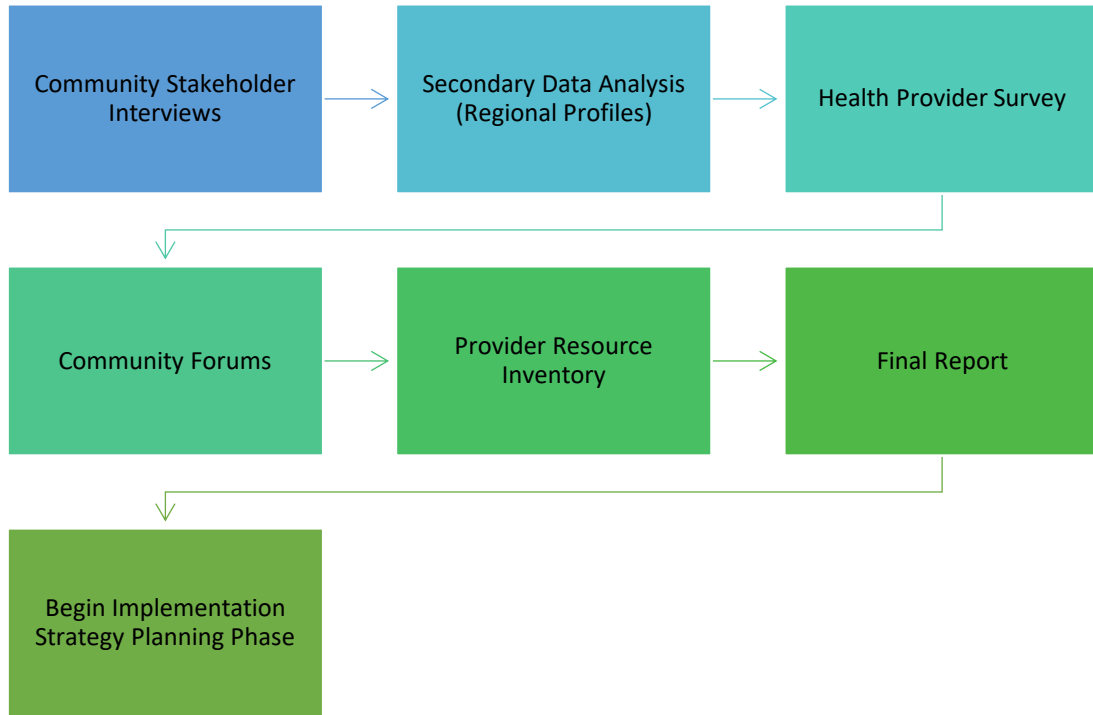 Community Stakeholder
Interviews
Secondary Data Analysis
(Regional Profiles)
Health Provider Survey
Community Forums
Provider Resource
Inventory
Final Report
Begin Implementation
Strategy Planning Phase